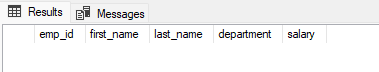 Results Messages
emp_id first_name last_name department salary